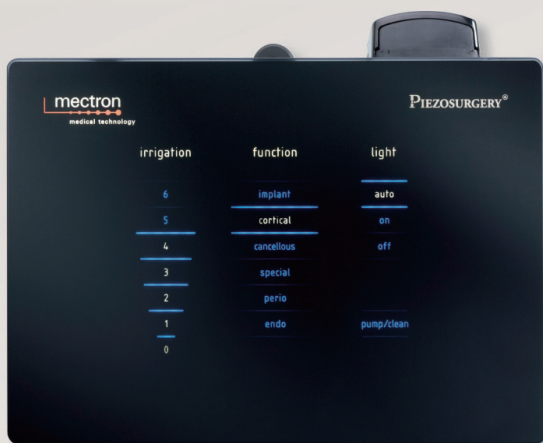 mectron
medical technology
PIEZOSURGERY®
irrigation function light
6 implant auto
5 cortical on
4 cancellous off
3 special
2 perio
1 endo pump/clean
0